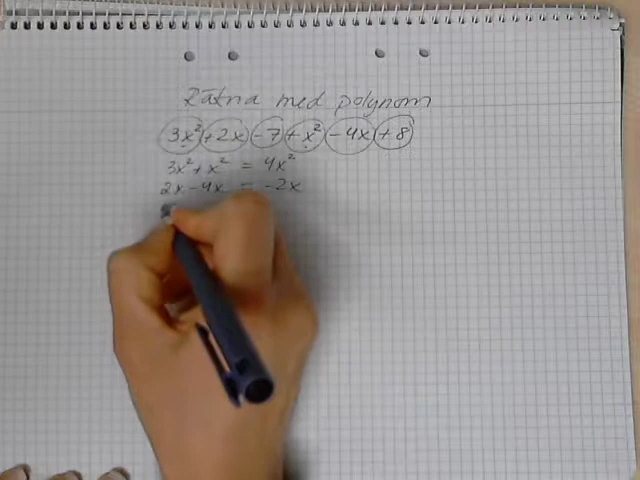 Räkna med polynom
3x² + 2x - 7 + x² - 4x + 8
3x² + x² = 4x²
2x - 4x = -2x